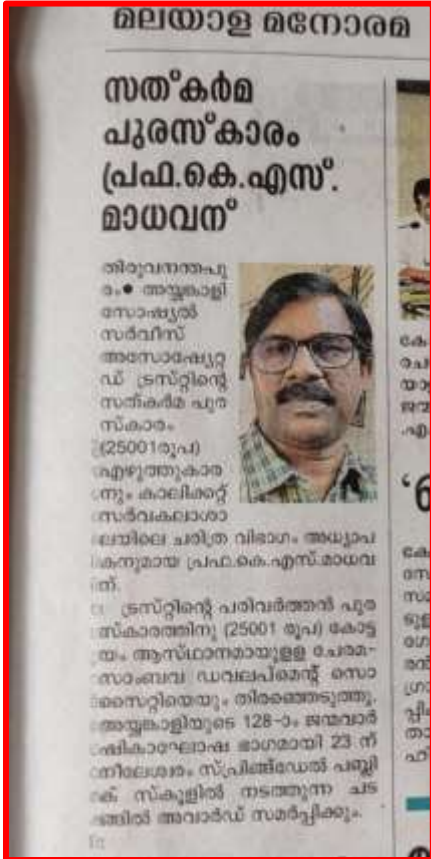 മലയാള മനോരമ
സത്കർമ
പുരസ്കാരം
പ്രഫ.കെ.എസ്.
മാധവന്
തിരുവനന്തപു
രം● അയ്യങ്കാളി
സോഷ്യൽ
സർവീസ്
അസോഷ്യേറ്റ
ഡ് ട്രസ്റ്റിന്റെ
സത്കർമ പുര
സ്കാരം
(25001രൂപ)
എഴുത്തുകാര
നും കാലിക്കറ്റ്
സർവകലാശാ
ലയിലെ ചരിത്ര വിഭാഗം അധ്യാപ
കനുമായ പ്രഫ.കെ.എസ്.മാധവ
ന്.
ട്രസ്റ്റിന്റെ പരിവർത്തൻ പുര
സ്കാരത്തിനു (25001 രൂപ) കോട്ട
യം ആസ്ഥാനമായുളള ചേരമ-
സാംബവ ഡവലപ്മെന്റ് സൊ
സൈറ്റിയെയും തിരഞ്ഞെടുത്തു.
അയ്യങ്കാളിയുടെ 128-ാം ജന്മവാർ
ഷികാഘോഷ ഭാഗമായി 23 ന്
നീലേശ്വരം സ്പ്രിങ്ഡേൽ പബ്ലി
ക് സ്കൂളിൽ നടത്തുന്ന ചട
ങ്ങിൽ അവാർഡ് സമർപ്പിക്കും.